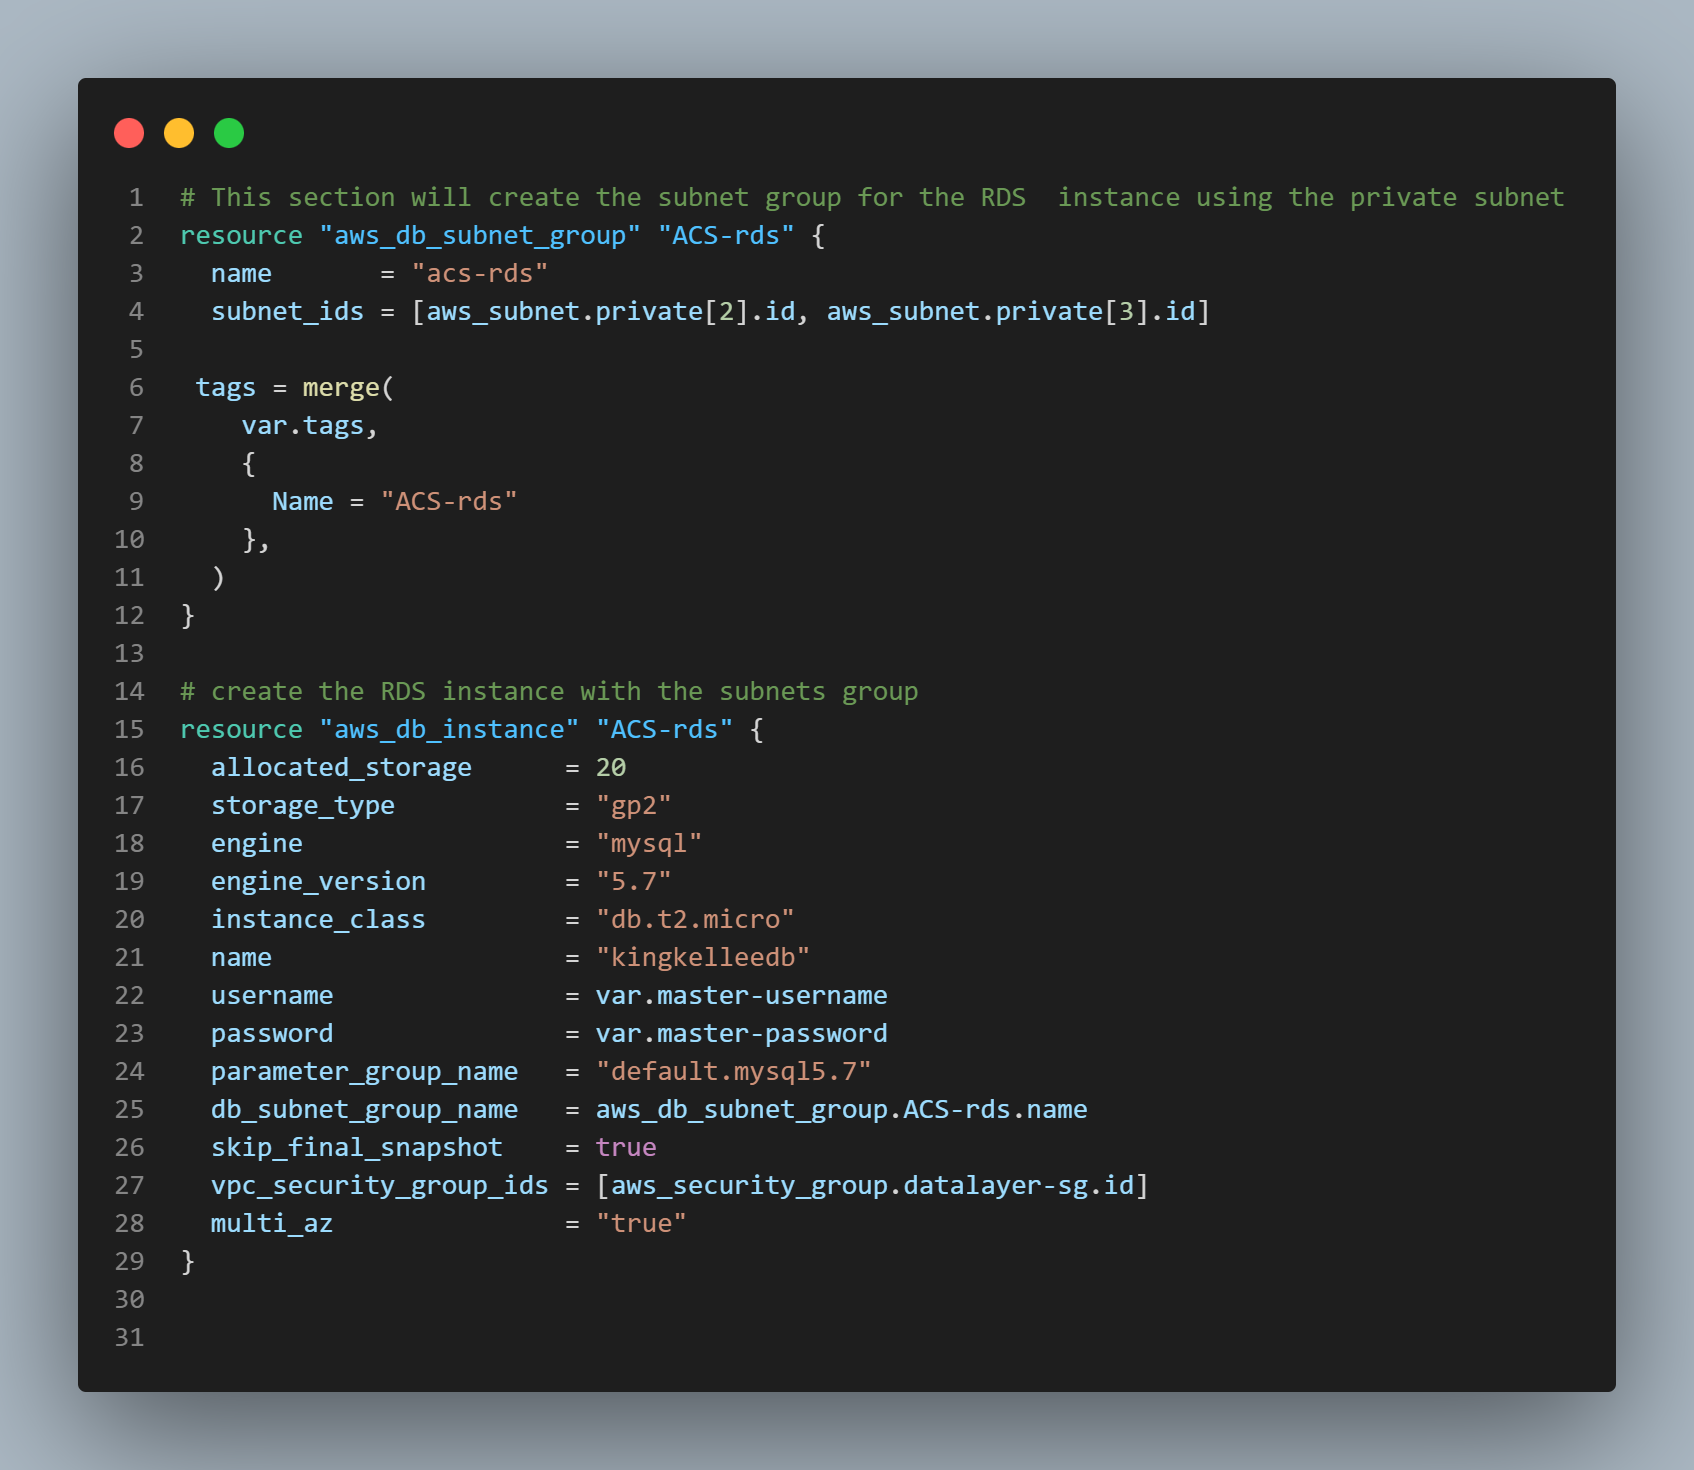 1 # This section will create the subnet group for the RDS  instance using the private subnet
2 resource "aws_db_subnet_group" "ACS-rds" {
3   name       = "acs-rds"
4   subnet_ids = [aws_subnet.private[2].id, aws_subnet.private[3].id]
5
6  tags = merge(
7     var.tags,
8     {
9       Name = "ACS-rds"
10     },
11   )
12 }
13
14 # create the RDS instance with the subnets group
15 resource "aws_db_instance" "ACS-rds" {
16   allocated_storage      = 20
17   storage_type           = "gp2"
18   engine                 = "mysql"
19   engine_version         = "5.7"
20   instance_class         = "db.t2.micro"
21   name                   = "kingkelleedb"
22   username               = var.master-username
23   password               = var.master-password
24   parameter_group_name   = "default.mysql5.7"
25   db_subnet_group_name   = aws_db_subnet_group.ACS-rds.name
26   skip_final_snapshot    = true
27   vpc_security_group_ids = [aws_security_group.datalayer-sg.id]
28   multi_az               = "true"
29 }
30
31